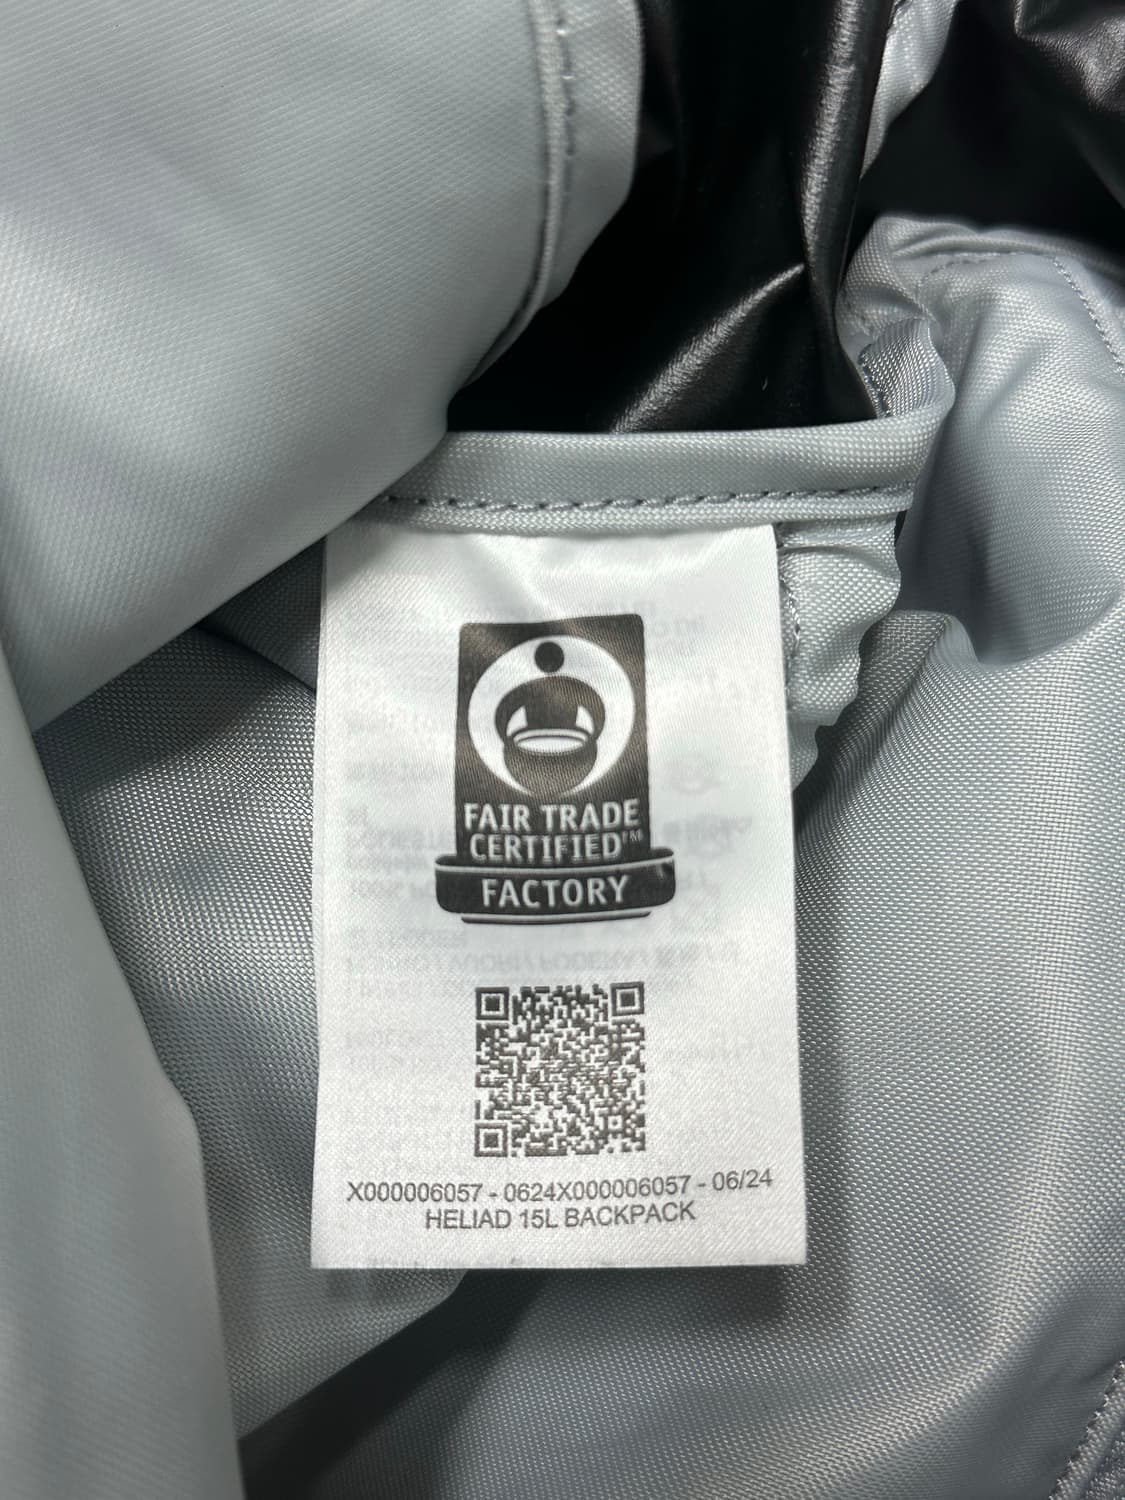 FAIR TRADE
CERTIFIED™
FACTORY
X000006057 - 0624X000006057 - 06/24
HELIAD 15L BACKPACK